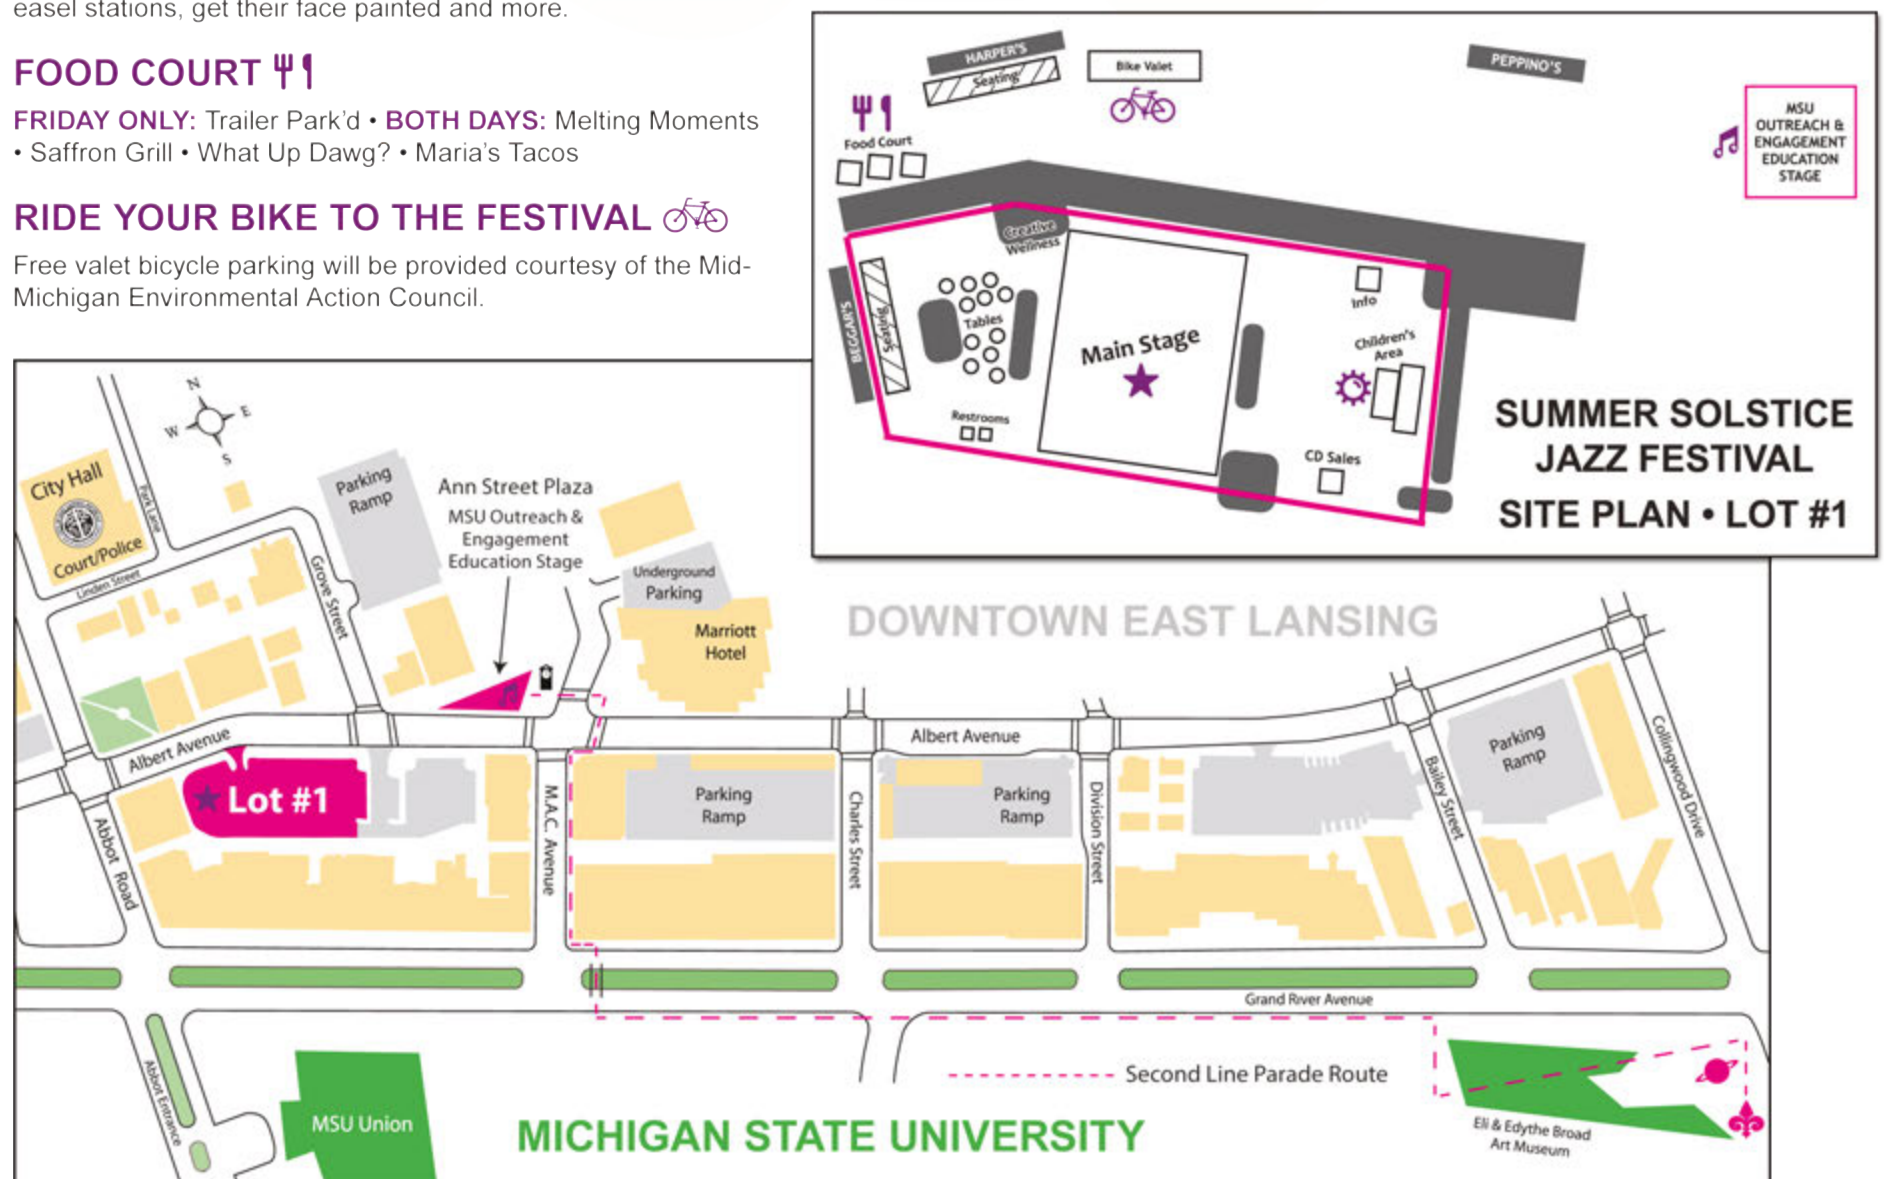 easel stations, get their face painted and more.
FOOD COURT
FRIDAY ONLY: Trailer Park'd • BOTH DAYS: Melting Moments
• Saffron Grill • What Up Dawg? • Maria's Tacos
RIDE YOUR BIKE TO THE FESTIVAL
Free valet bicycle parking will be provided courtesy of the Mid-
Michigan Environmental Action Council.
HARPER'S
Seating
Bike Valet
PEPPINO'S
Food Court
MSU
OUTREACH &
ENGAGEMENT
EDUCATION
STAGE
Creative
Wellness
BEGGAR'S
Seating
Tables
Restrooms
Main Stage
Info
Children's
Area
CD Sales
SUMMER SOLSTICE
JAZZ FESTIVAL
SITE PLAN • LOT #1
N
E
W
S
City Hall
Court/Police
Park Lane
Linden Street
Parking
Ramp
Grove Street
Ann Street Plaza
MSU Outreach &
Engagement
Education Stage
Underground
Parking
Marriott
Hotel
DOWNTOWN EAST LANSING
Albert Avenue
Albert Avenue
Lot #1
Abbot Road
M.A.C. Avenue
Parking
Ramp
Charles Street
Parking
Ramp
Division Street
Bailey Street
Parking
Ramp
Collingwood Drive
Grand River Avenue
Abbot Entrance
MSU Union
MICHIGAN STATE UNIVERSITY
Second Line Parade Route
Eli & Edythe Broad
Art Museum